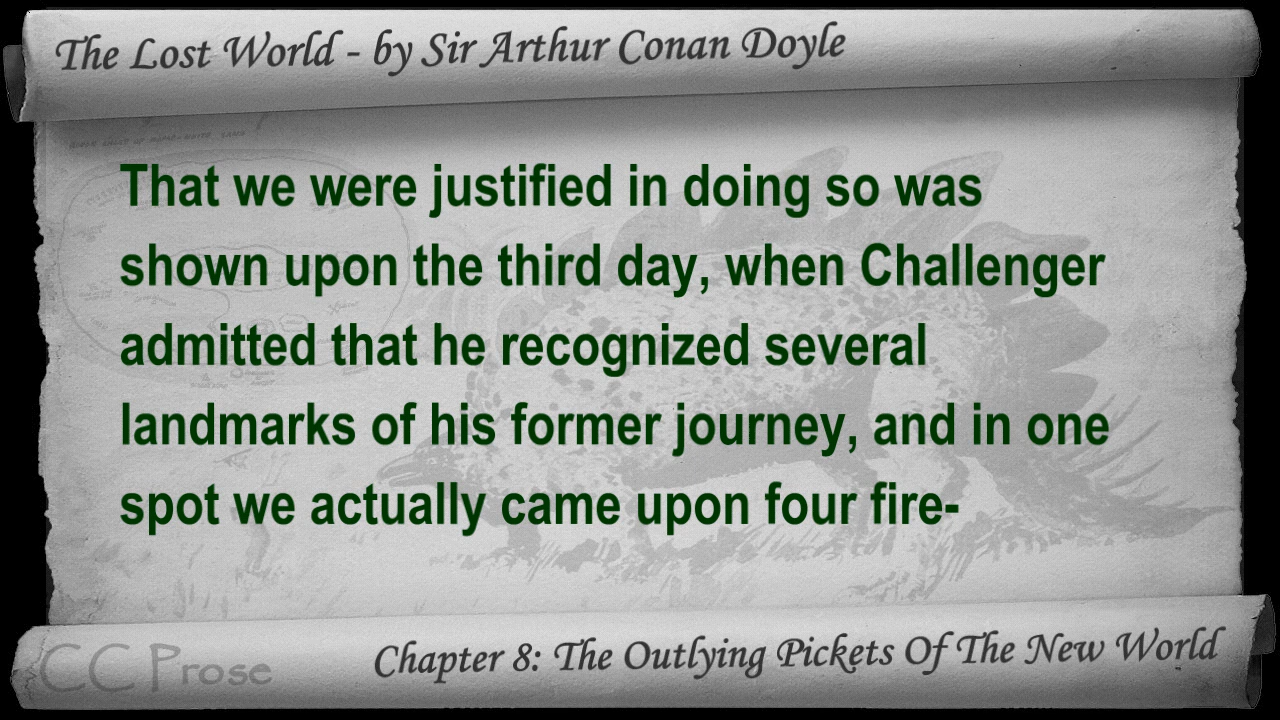 The Lost World - by Sir Arthur Conan Doyle
That we were justified in doing so was
shown upon the third day, when Challenger
admitted that he recognized several
landmarks of his former journey, and in one
spot we actually came upon four fire-
CC Prose
Chapter 8: The Outlying Pickets Of The New World